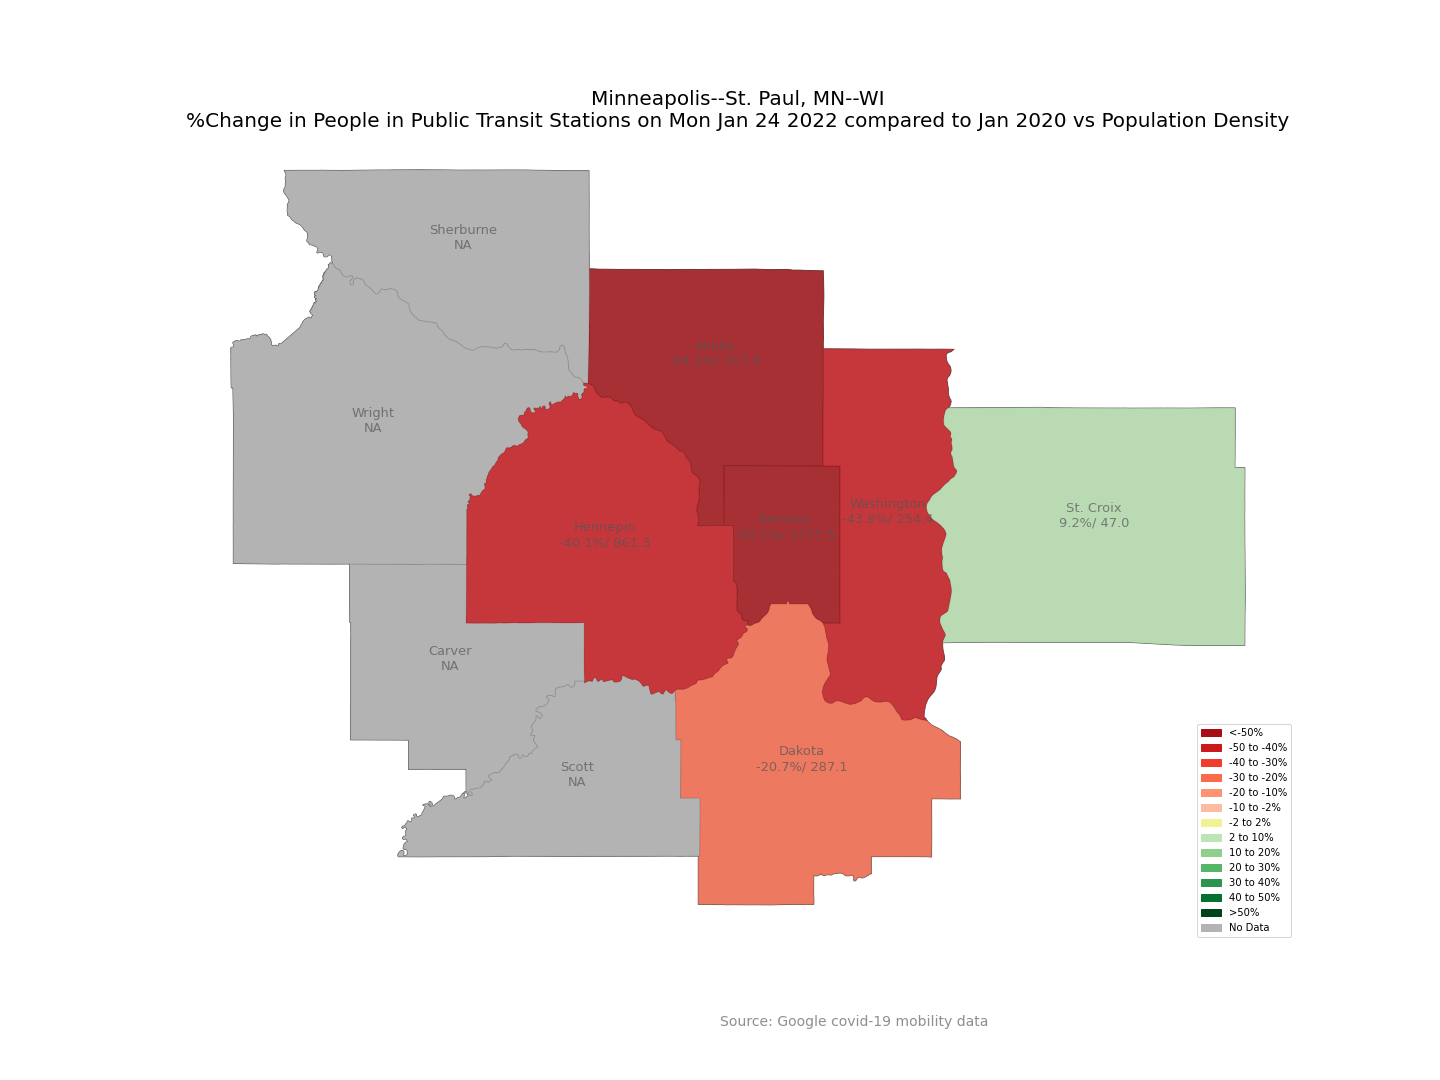 Minneapolis--St. Paul, MN--WI
%Change in People in Public Transit Stations on Mon Jan 24 2022 compared to Jan 2020 vs Population Density
Sherburne
NA
Anoka
Wright
NA
Washington
-43.8%/ 254.4
St. Croix
9.2%/ 47.0
Ramsey
Hennepin
-40.1%/ 861.3
Carver
NA
Dakota
-20.7%/ 287.1
Scott
NA
<-50%
-50 to -40%
-40 to -30%
-30 to -20%
-20 to -10%
-10 to -2%
-2 to 2%
2 to 10%
10 to 20%
20 to 30%
30 to 40%
40 to 50%
>50%
No Data
Source: Google covid-19 mobility data